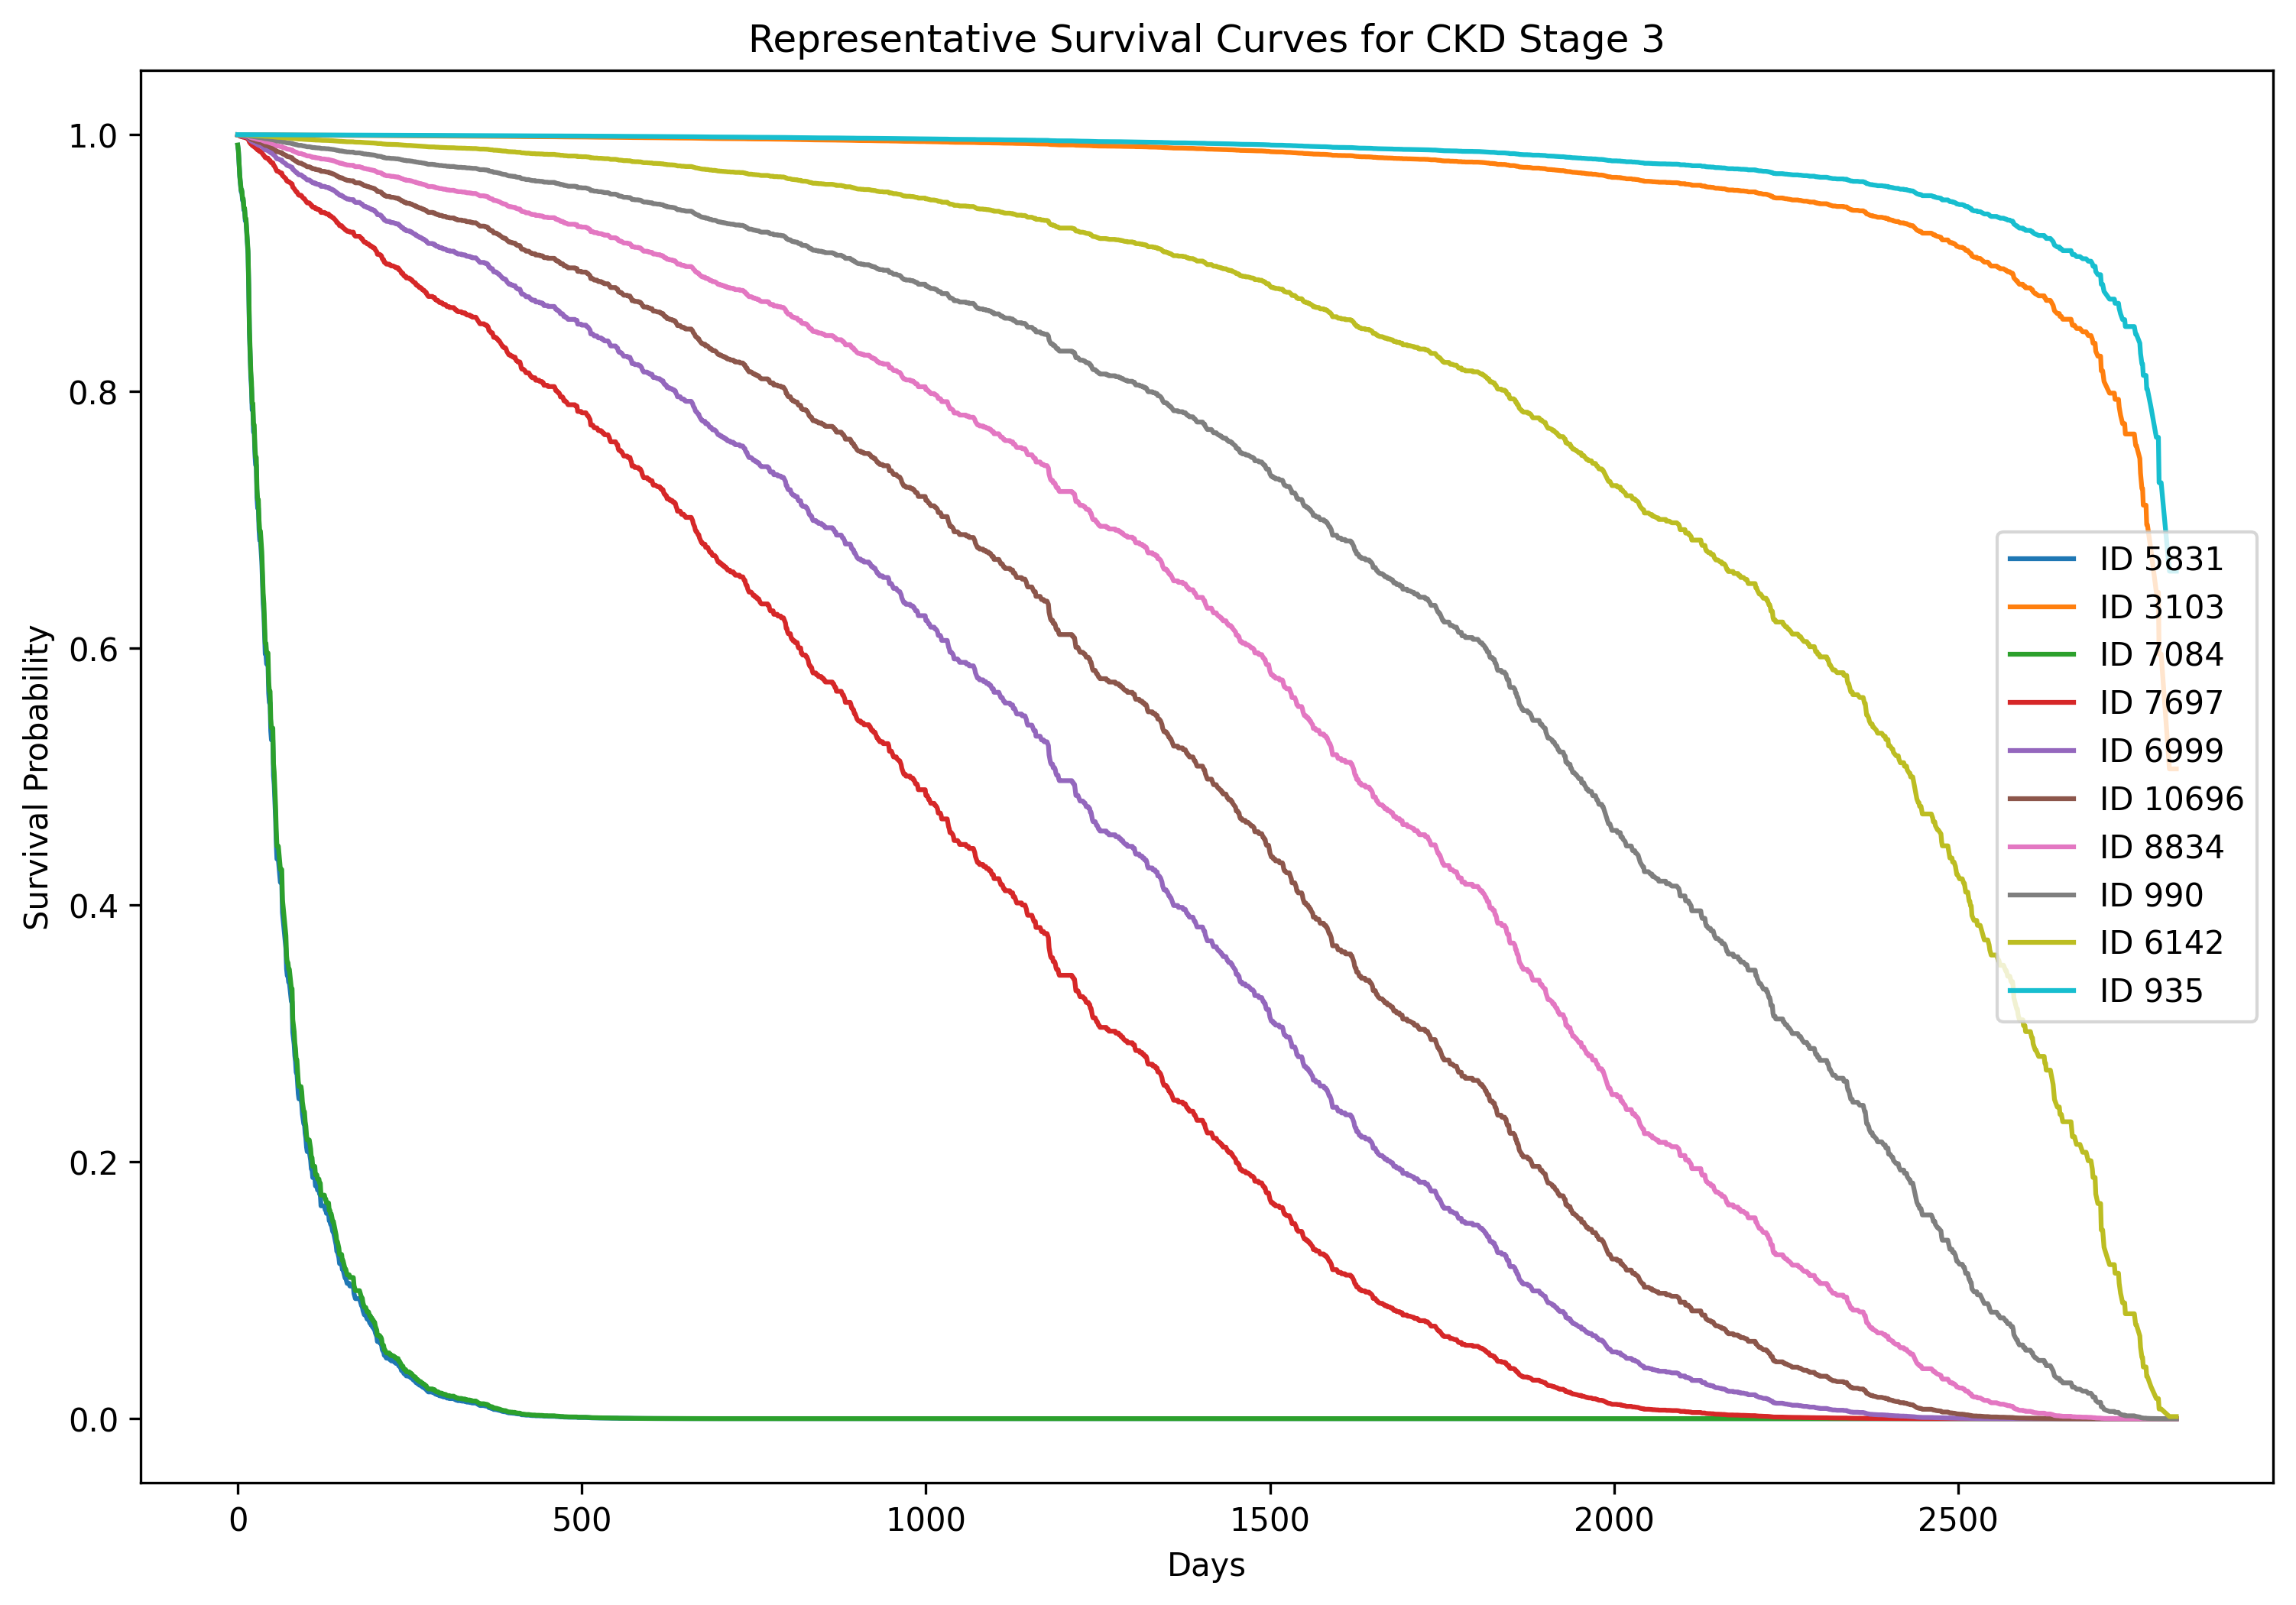 Representative Survival Curves for CKD Stage 3
Survival Probability
1.0
0.8
0.6
0.4
0.2
0.0
ID 5831
ID 3103
ID 7084
ID 7697
ID 6999
ID 10696
ID 8834
ID 990
ID 6142
ID 935
0 500 1000 1500 2000 2500
Days